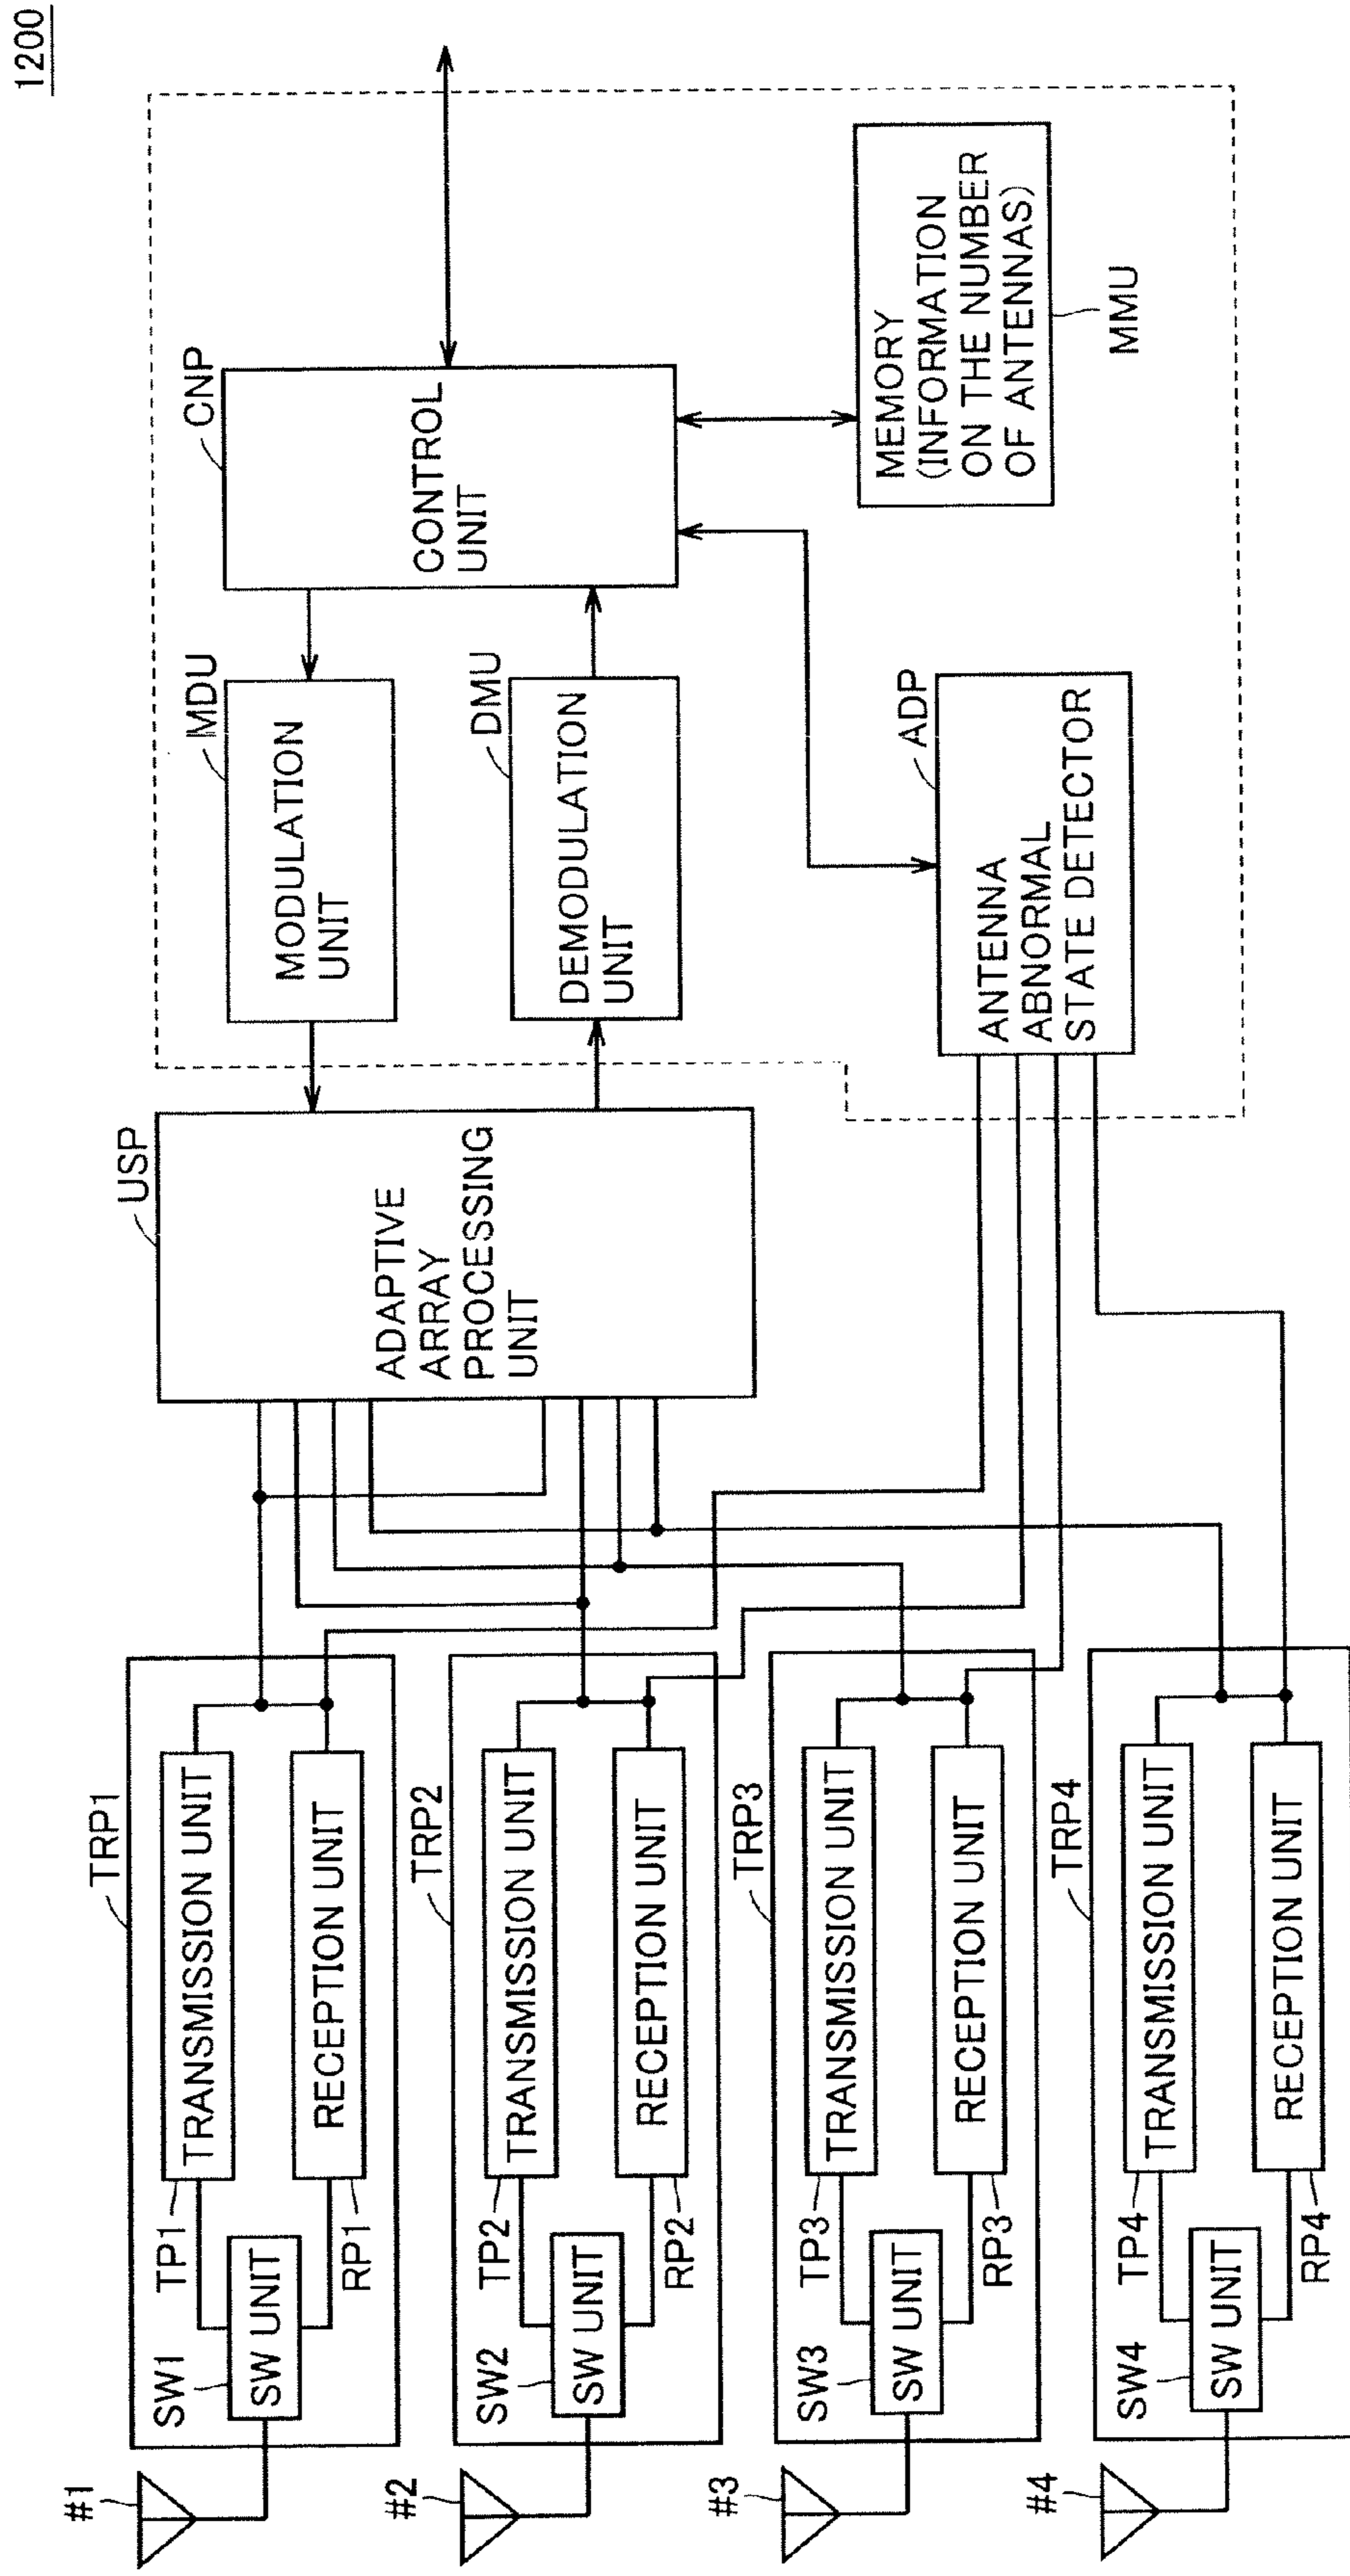 1200
#1
SW1
SW UNIT
TP1
TRANSMISSION UNIT
RP1
RECEPTION UNIT
TRP1
#2
SW2
SW UNIT
TP2
TRANSMISSION UNIT
RP2
RECEPTION UNIT
TRP2
#3
SW3
SW UNIT
TP3
TRANSMISSION UNIT
RP3
RECEPTION UNIT
TRP3
#4
SW4
SW UNIT
TP4
TRANSMISSION UNIT
RP4
RECEPTION UNIT
TRP4
USP
ADAPTIVE
ARRAY
PROCESSING
UNIT
MDU
MODULATION
UNIT
DMU
DEMODULATION
UNIT
ADP
ANTENNA
ABNORMAL
STATE DETECTOR
CNP
CONTROL
UNIT
MEMORY
(INFORMATION
ON THE NUMBER
OF ANTENNAS)
MMU